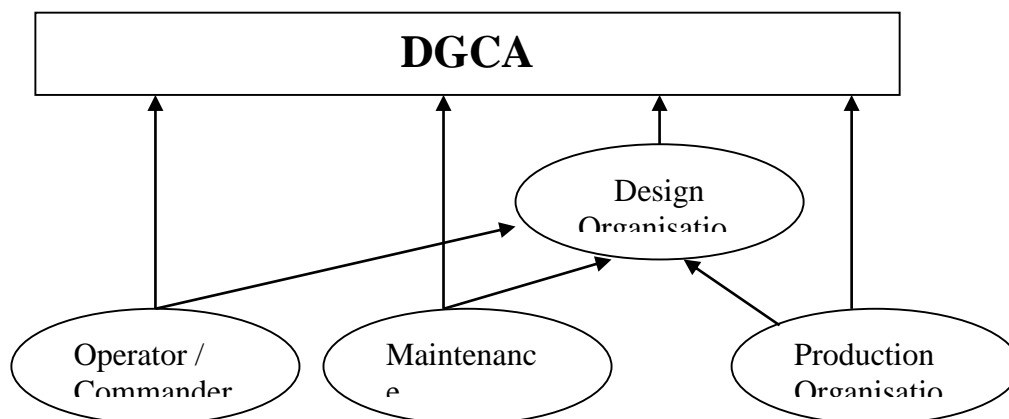 DGCA
Design
Organisatio
Operator /
Commander
Maintenanc
e
Production
Organisatio